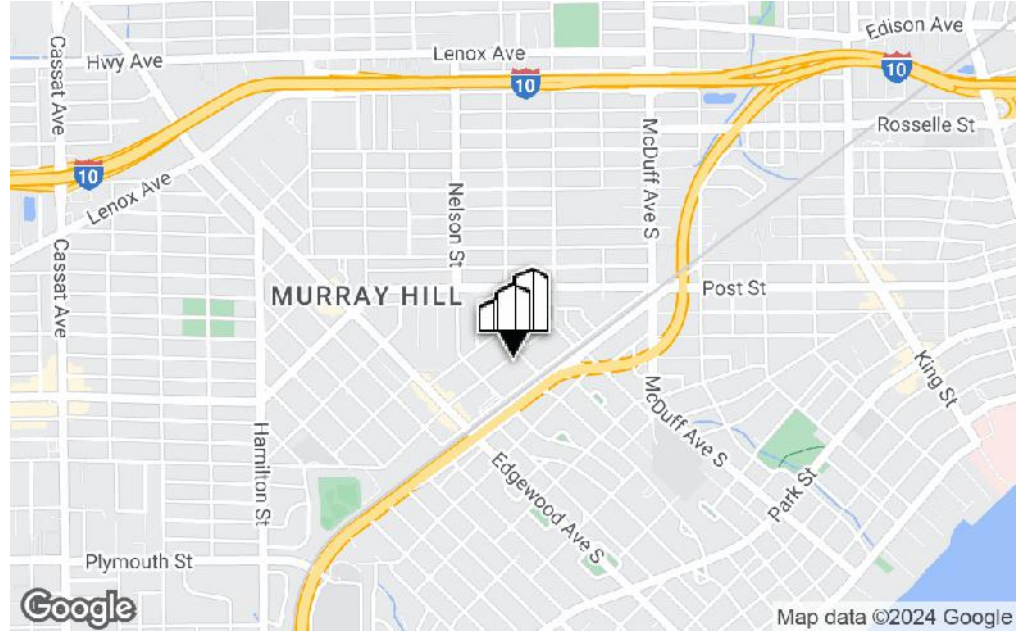 Edison Ave
Lenox Ave
Hwy Ave
Cassat Ave
10
10
Rosselle St
McDuff Ave S
10
Lenox Ave
Nelson St
Cassat Ave
Post St
MURRAY HILL
King St
McDuff Ave S
Hamilton St
Edgewood Ave S
Park St
Plymouth St
Google
Map data ©2024 Google